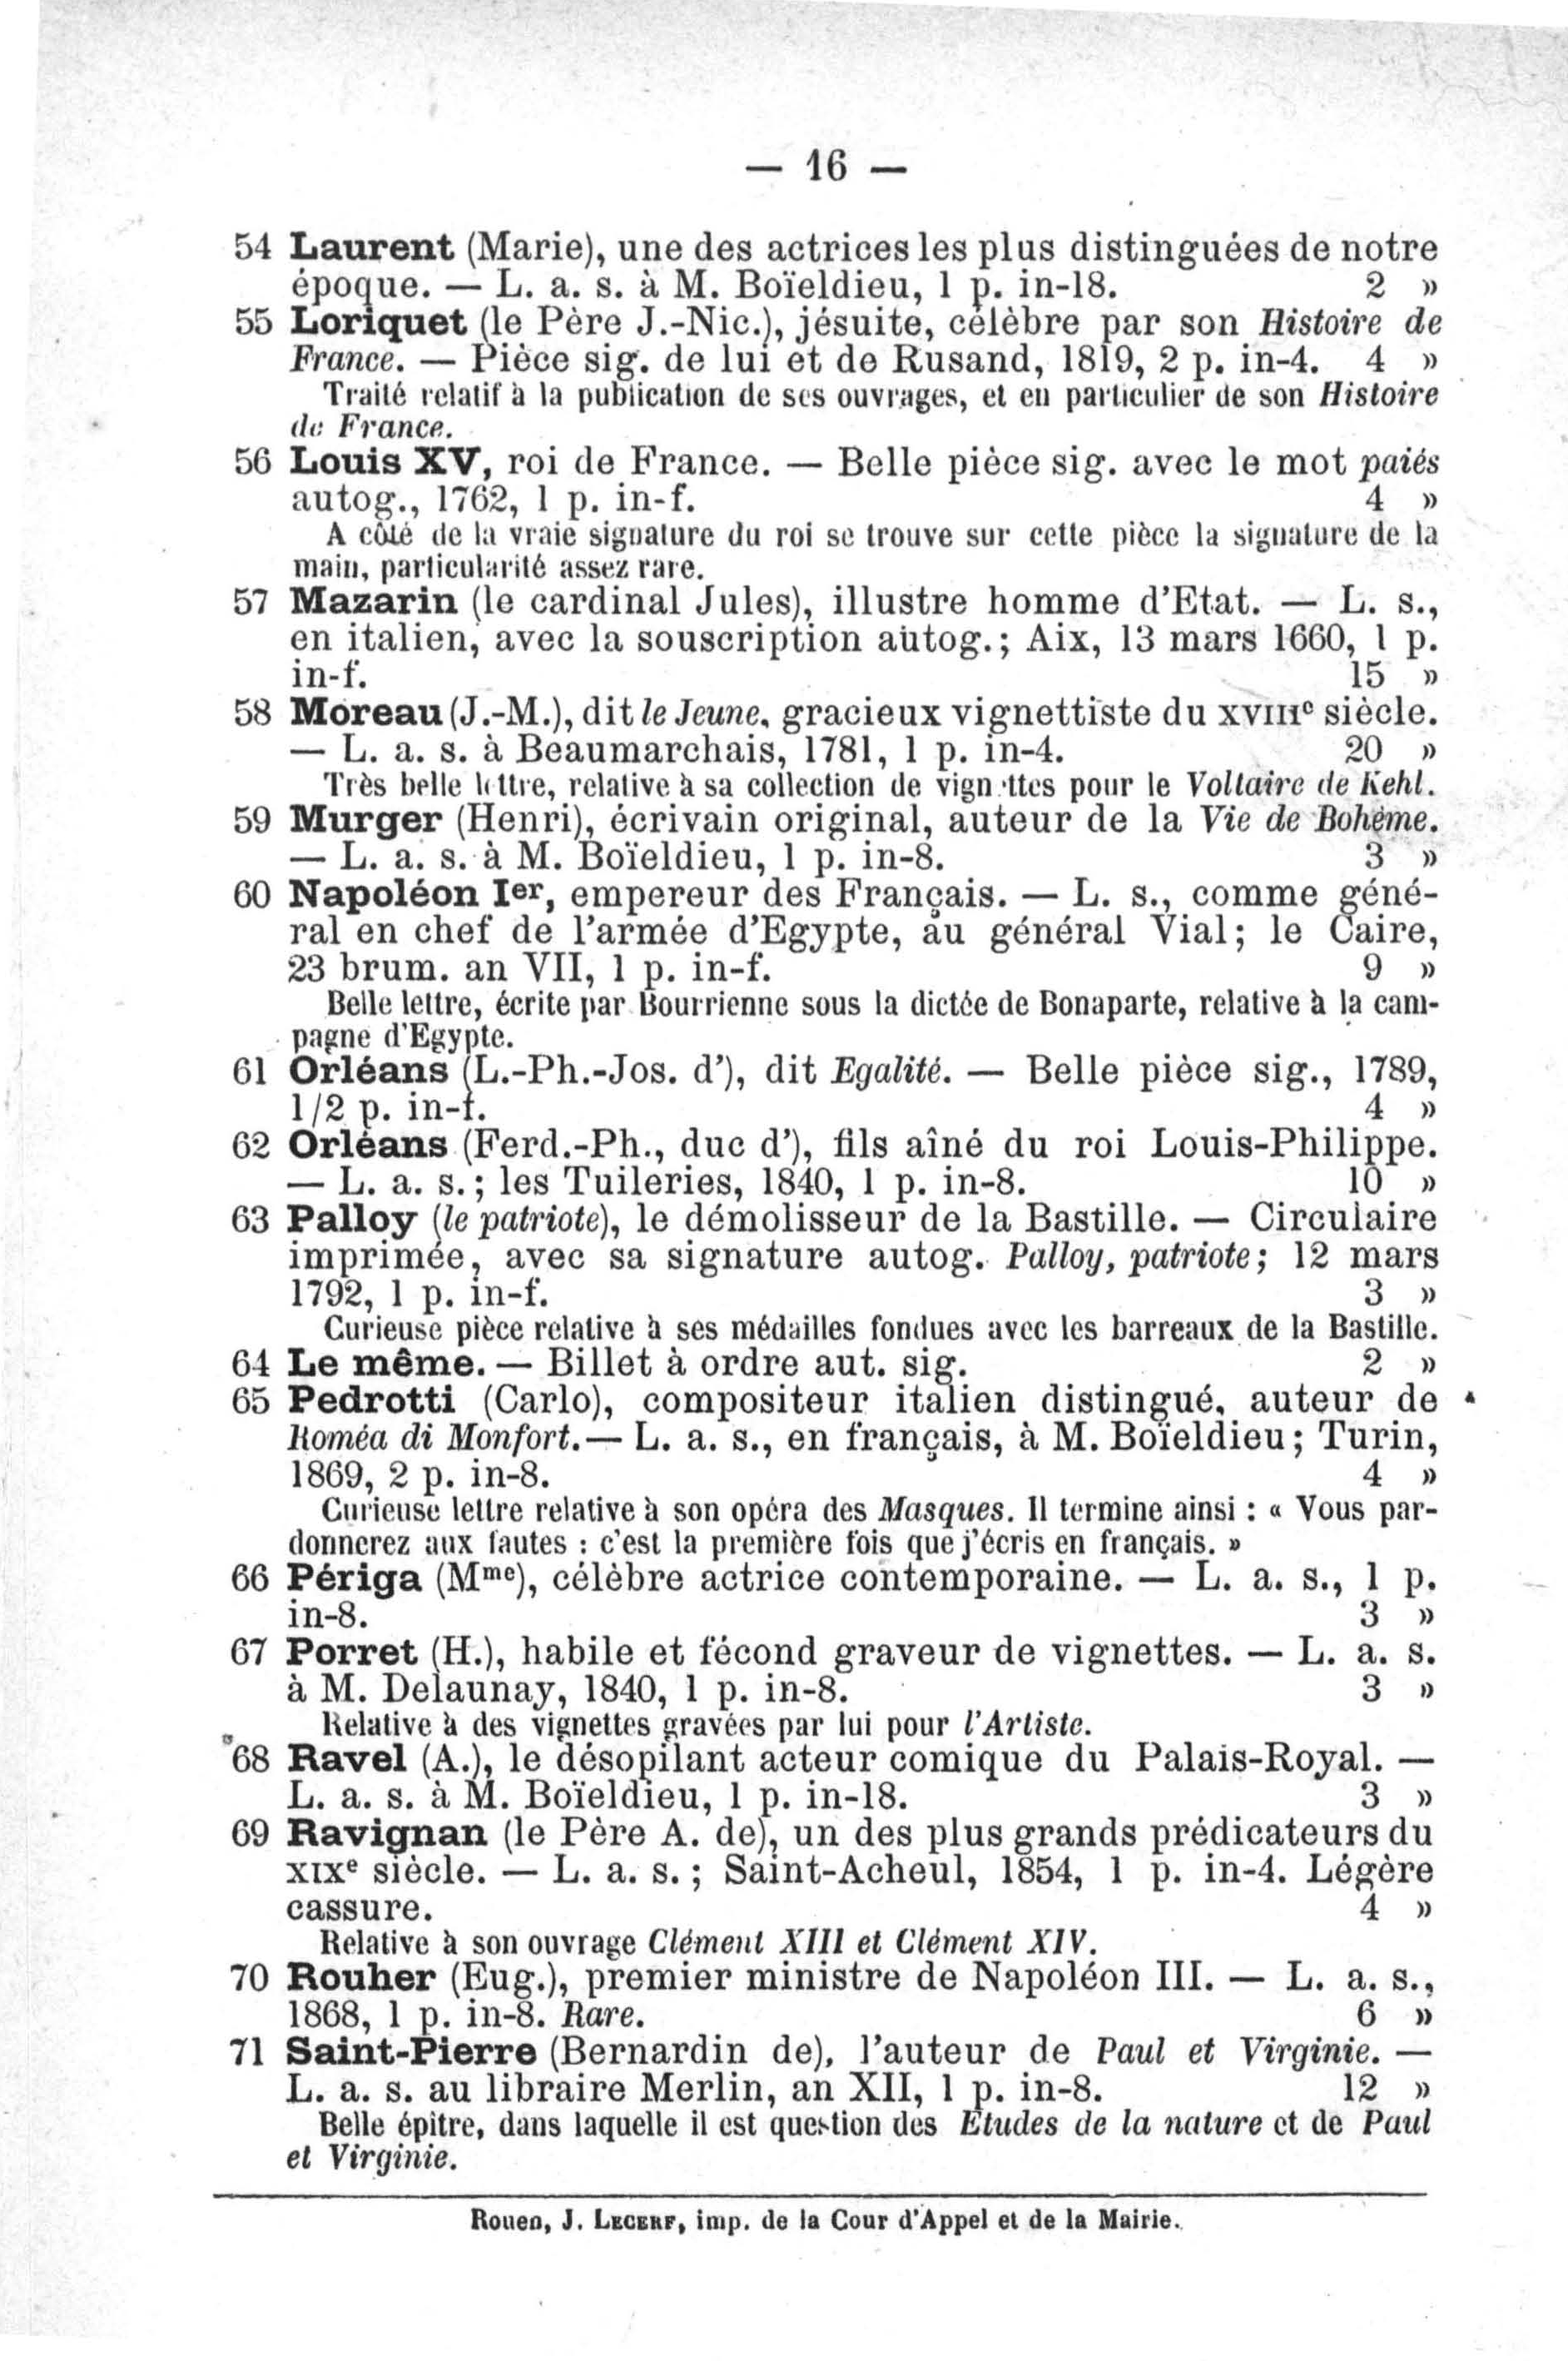 — 16 —
54 Laurent (Marie), une des actrices les plus distinguées de notre
époque. — L. a. s. à M. Boïeldieu, 1 p. in-18. 2 »
55 Loriquet (le Père J.-Nic.), jésuite, célèbre par son Histoire de
France. — Pièce sig. de lui et de Rusand, 1819, 2 p. in-4. 4 »
Traité relatif à la publication de ses ouvrages, et en particulier de son Histoire
de France.
56 Louis XV, roi de France. — Belle pièce sig. avec le mot paiés
autog., 1762, 1 p. in-f. 4 »
A côté de la vraie signature du roi se trouve sur cette pièce la signature de la
main, particularité assez rare.
57 Mazarin (le cardinal Jules), illustre homme d'Etat. — L. s.,
en italien, avec la souscription autog. ; Aix, 13 mars 1660, 1 p.
in-f. 15 »
58 Moreau (J.-M.), dit le Jeune, gracieux vignettiste du XVIIIe siècle.
— L. a. s. à Beaumarchais, 1781, 1 p. in-4. 20 »
Très belle lettre, relative à sa collection de vignettes pour le Voltaire de Kehl.
59 Murger (Henri), écrivain original, auteur de la Vie de Bohème.
— L. a. s. à M. Boïeldieu, 1 p. in-8. 3 »
60 Napoléon Ier, empereur des Français. — L. s., comme géné-
ral en chef de l'armée d'Egypte, au général Vial ; le Caire,
23 brum. an VII, 1 p. in-f. 9 »
Belle lettre, écrite par Bourrienne sous la dictée de Bonaparte, relative à la cam-
pagne d'Egypte.
61 Orléans (L.-Ph.-Jos. d'), dit Egalité. — Belle pièce sig., 1789,
1/2 p. in-f. 4 »
62 Orléans (Ferd.-Ph., duc d'), fils aîné du roi Louis-Philippe.
— L. a. s. ; les Tuileries, 1840, 1 p. in-8. 10 »
63 Palloy (le patriote), le démolisseur de la Bastille. — Circulaire
imprimée, avec sa signature autog. Palloy, patriote ; 12 mars
1792, 1 p. in-f. 3 »
Curieuse pièce relative à ses médailles fondues avec les barreaux de la Bastille.
64 Le même. — Billet à ordre aut. sig. 2 »
65 Pedrotti (Carlo), compositeur italien distingué, auteur de
Roméa di Monfort. — L. a. s., en français, à M. Boïeldieu ; Turin,
1869, 2 p. in-8. 4 »
Curieuse lettre relative à son opéra des Masques. Il termine ainsi : « Vous par-
donnerez aux fautes : c'est la première fois que j'écris en français. »
66 Périga (Mme), célèbre actrice contemporaine. — L. a. s., 1 p.
in-8. 3 »
67 Porret (H.), habile et fécond graveur de vignettes. — L. a. s.
à M. Delaunay, 1840, 1 p. in-8. 3 »
Relative à des vignettes gravées par lui pour l'Artiste.
68 Ravel (A.), le désopilant acteur comique du Palais-Royal. —
L. a. s. à M. Boïeldieu, 1 p. in-18. 3 »
69 Ravignan (le Père A. de), un des plus grands prédicateurs du
XIXe siècle. — L. a. s. ; Saint-Acheul, 1854, 1 p. in-4. Légère
cassure. 4 »
Relative à son ouvrage Clément XIII et Clément XIV.
70 Rouher (Eug.), premier ministre de Napoléon III. — L. a. s.,
1868, 1 p. in-8. Rare. 6 »
71 Saint-Pierre (Bernardin de), l'auteur de Paul et Virginie. —
L. a. s. au libraire Merlin, an XII, 1 p. in-8. 12 »
Belle épitre, dans laquelle il est question des Etudes de la nature et de Paul
et Virginie.
Rouen, J. LECERF, imp. de la Cour d'Appel et de la Mairie.